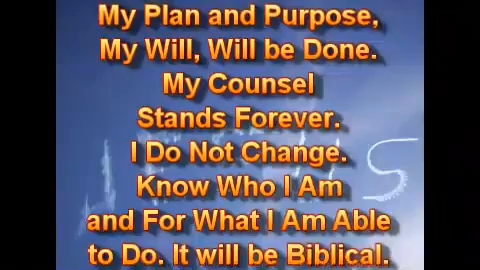 My Plan and Purpose,
My Will, Will be Done.
My Counsel
Stands Forever.
I Do Not Change.
Know Who I Am
and For What I Am Able
to Do. It will be Biblical.